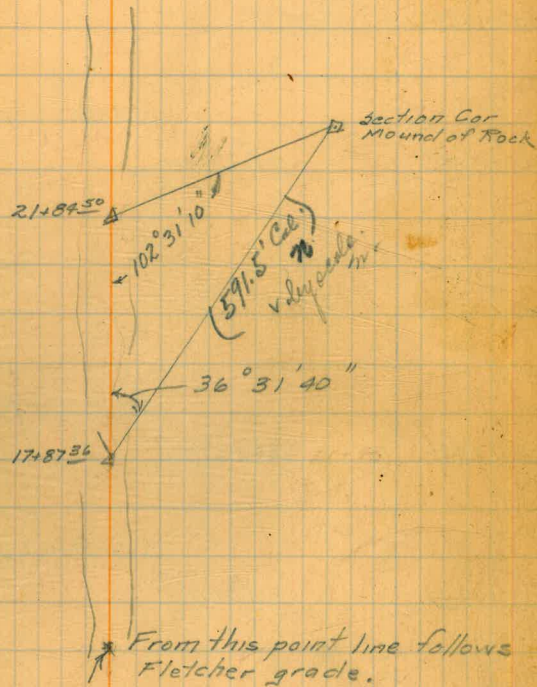 Section Cor
Mound of Rock
21+84.50
102°31'10"
(591.5' Cal.)
36°31'40"
17+87.36
From this point line follows
Fletcher grade.